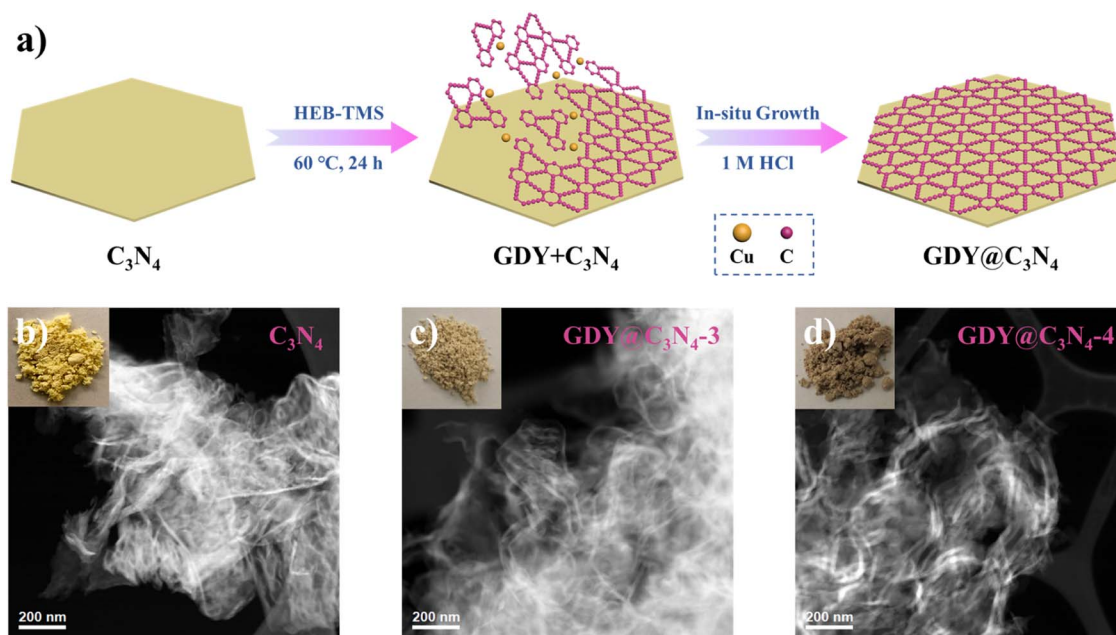 a)
HEB-TMS
60 °C, 24 h
In-situ Growth
1 M HCl
Cu
C
C₃N₄
GDY+C₃N₄
GDY@C₃N₄
b)
C₃N₄
200 nm
c)
GDY@C₃N₄-3
200 nm
d)
GDY@C₃N₄-4
200 nm